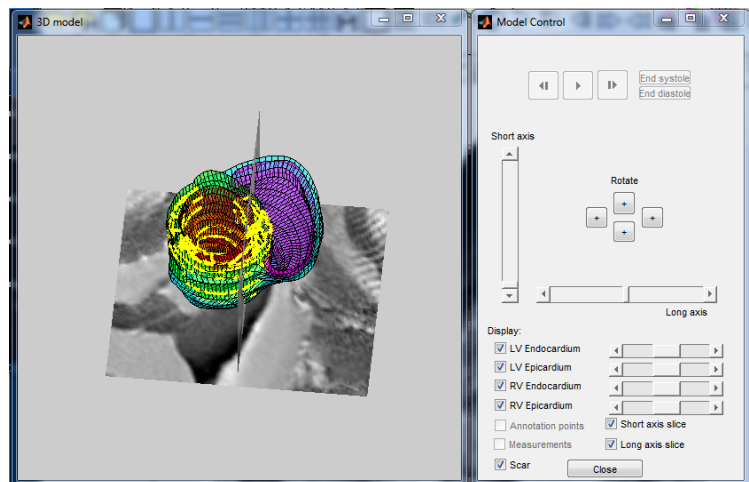 3D model
Model Control
End systole
End diastole
Short axis
Rotate
+
+ +
+
Long axis
Display:
LV Endocardium
LV Epicardium
RV Endocardium
RV Epicardium
Annotation points
Short axis slice
Measurements
Long axis slice
Scar
Close